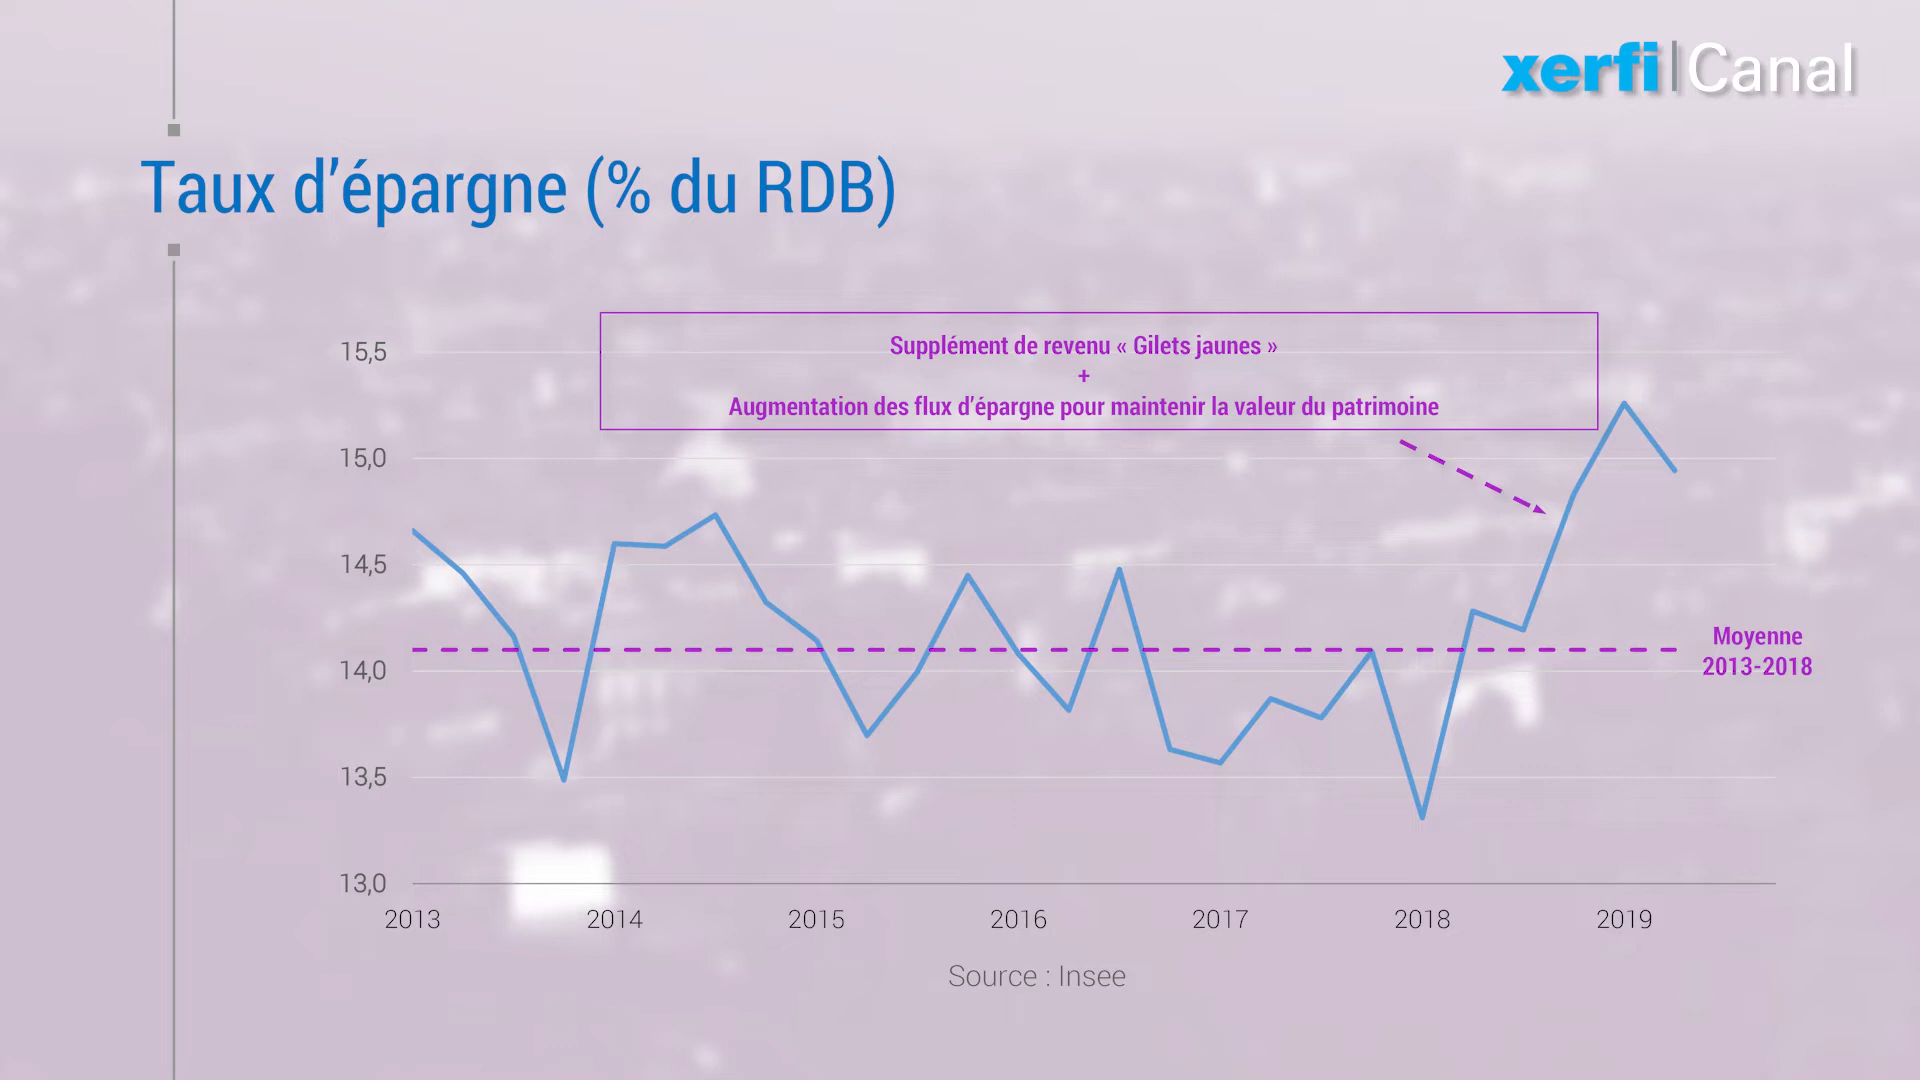 xerfi Canal
Taux d’épargne (% du RDB)
Supplément de revenu « Gilets jaunes »
+
Augmentation des flux d’épargne pour maintenir la valeur du patrimoine
15,5
15,0
14,5
14,0
13,5
13,0
Moyenne
2013-2018
2013 2014 2015 2016 2017 2018 2019
Source : Insee